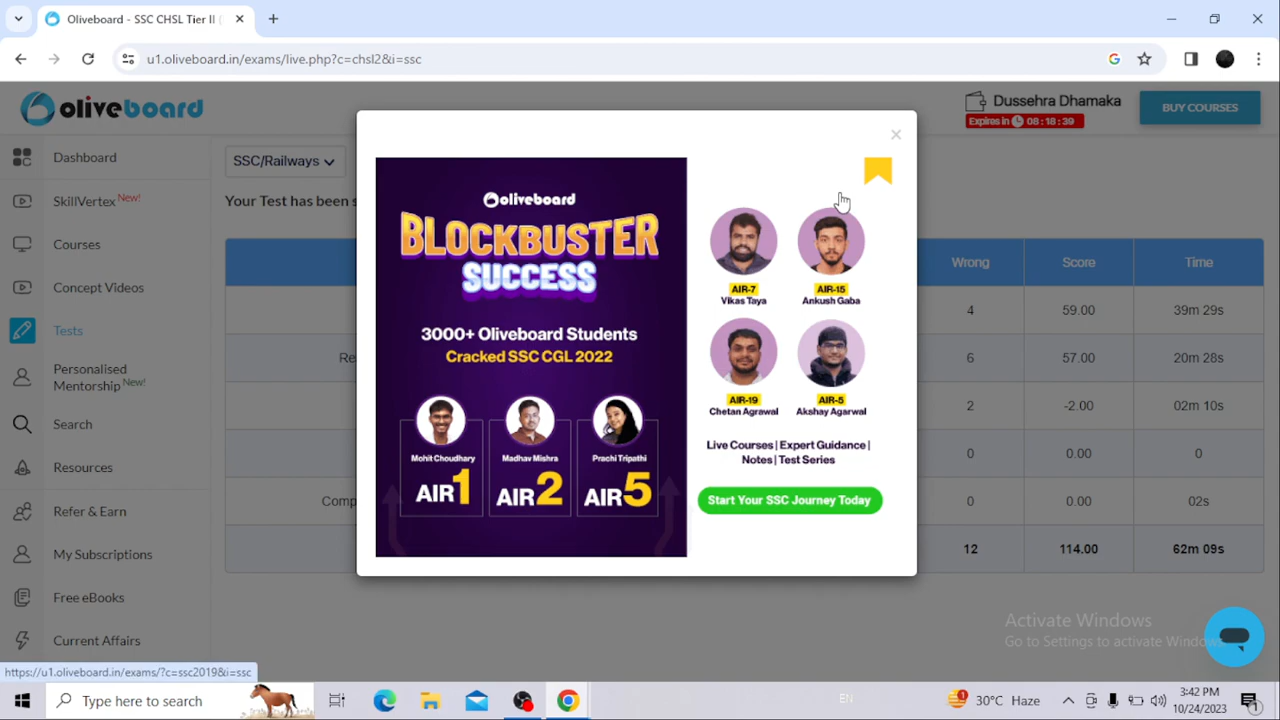 Oliveboard - SSC CHSL Tier II (
u1.oliveboard.in/exams/live.php?c=chsl2&i=ssc
oliveboard
Dussehra Dhamaka
Expires in 08 : 18 : 39
BUY COURSES
Dashboard
SkillVertex New!
Courses
Concept Videos
Tests
Personalised
Mentorship New!
Search
Resources
Refer & Earn
My Subscriptions
Free eBooks
Current Affairs
SSC/Railways
Your Test has been s
Wrong Score Time
4 59.00 39m 29s
Re 6 57.00 20m 28s
2 -2.00 02m 10s
0 0.00 0
Comp 0 0.00 02s
12 114.00 62m 09s
×
oliveboard
BLOCKBUSTER
SUCCESS
3000+ Oliveboard Students
Cracked SSC CGL 2022
Mohit Choudhary Madhav Mishra Prachi Tripathi
AIR1 AIR2 AIR5
AIR-7 AIR-15
Vikas Taya Ankush Gaba
AIR-19 AIR-5
Chetan Agrawal Akshay Agarwal
Live Courses | Expert Guidance |
Notes | Test Series
Start Your SSC Journey Today
Activate Windows
Go to Settings to activate Windows.
https://u1.oliveboard.in/exams/?c=ssc2019&i=ssc
Type here to search
EN
1
30°C Haze
3:42 PM
10/24/2023
1